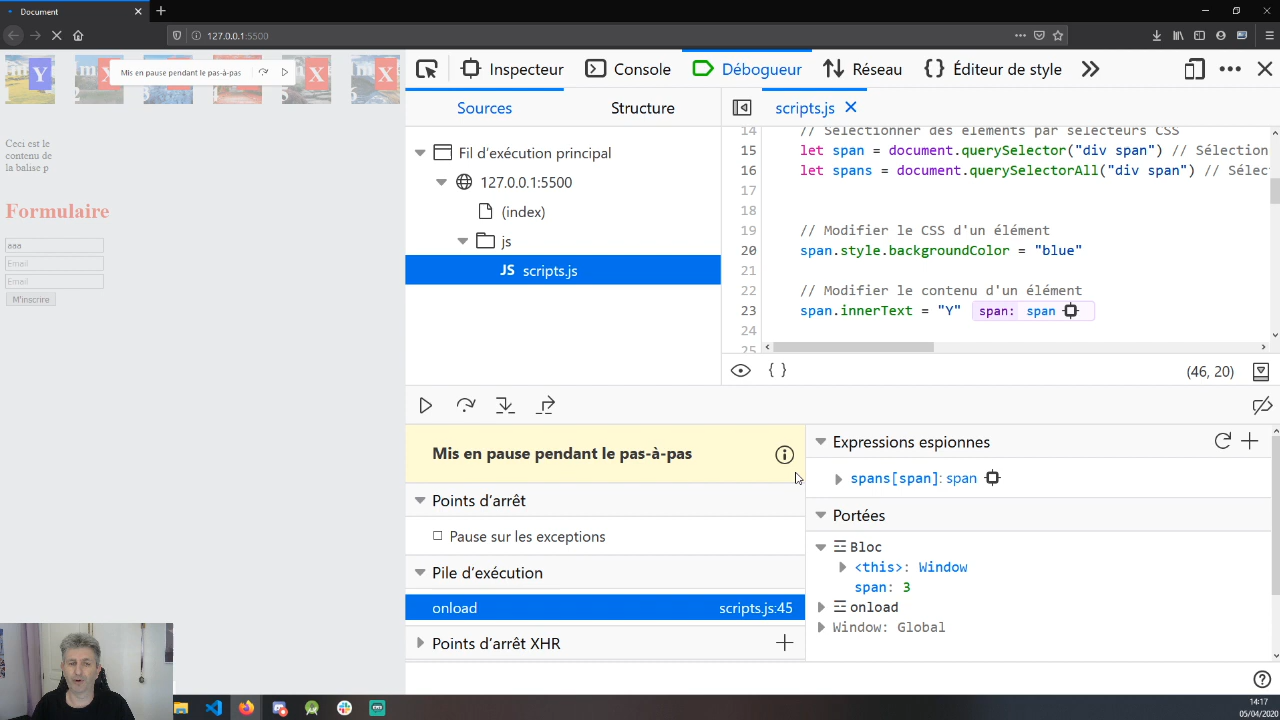 Document
127.0.0.1:5500
Y
X
X
X
X
Mis en pause pendant le pas-à-pas
Ceci est le
contenu de
la balise p
Formulaire
aaa
Email
Email
M'inscrire
Inspecteur
Console
Débogueur
Réseau
Éditeur de style
Sources
Structure
scripts.js
Fil d'exécution principal
127.0.0.1:5500
(index)
js
JS scripts.js
14 // Sélectionner des éléments par sélecteurs CSS
15 let span = document.querySelector("div span") // Sélection
16 let spans = document.querySelectorAll("div span") // Sélec
17
18
19 // Modifier le CSS d'un élément
20 span.style.backgroundColor = "blue"
21
22 // Modifier le contenu d'un élément
23 span.innerText = "Y" span: span
24
25
(46, 20)
Mis en pause pendant le pas-à-pas
Points d'arrêt
Pause sur les exceptions
Pile d'exécution
onload scripts.js:45
Points d'arrêt XHR
Expressions espionnes
spans[span]: span
Portées
Bloc
<this>: Window
span: 3
onload
Window: Global
14:17
05/04/2020